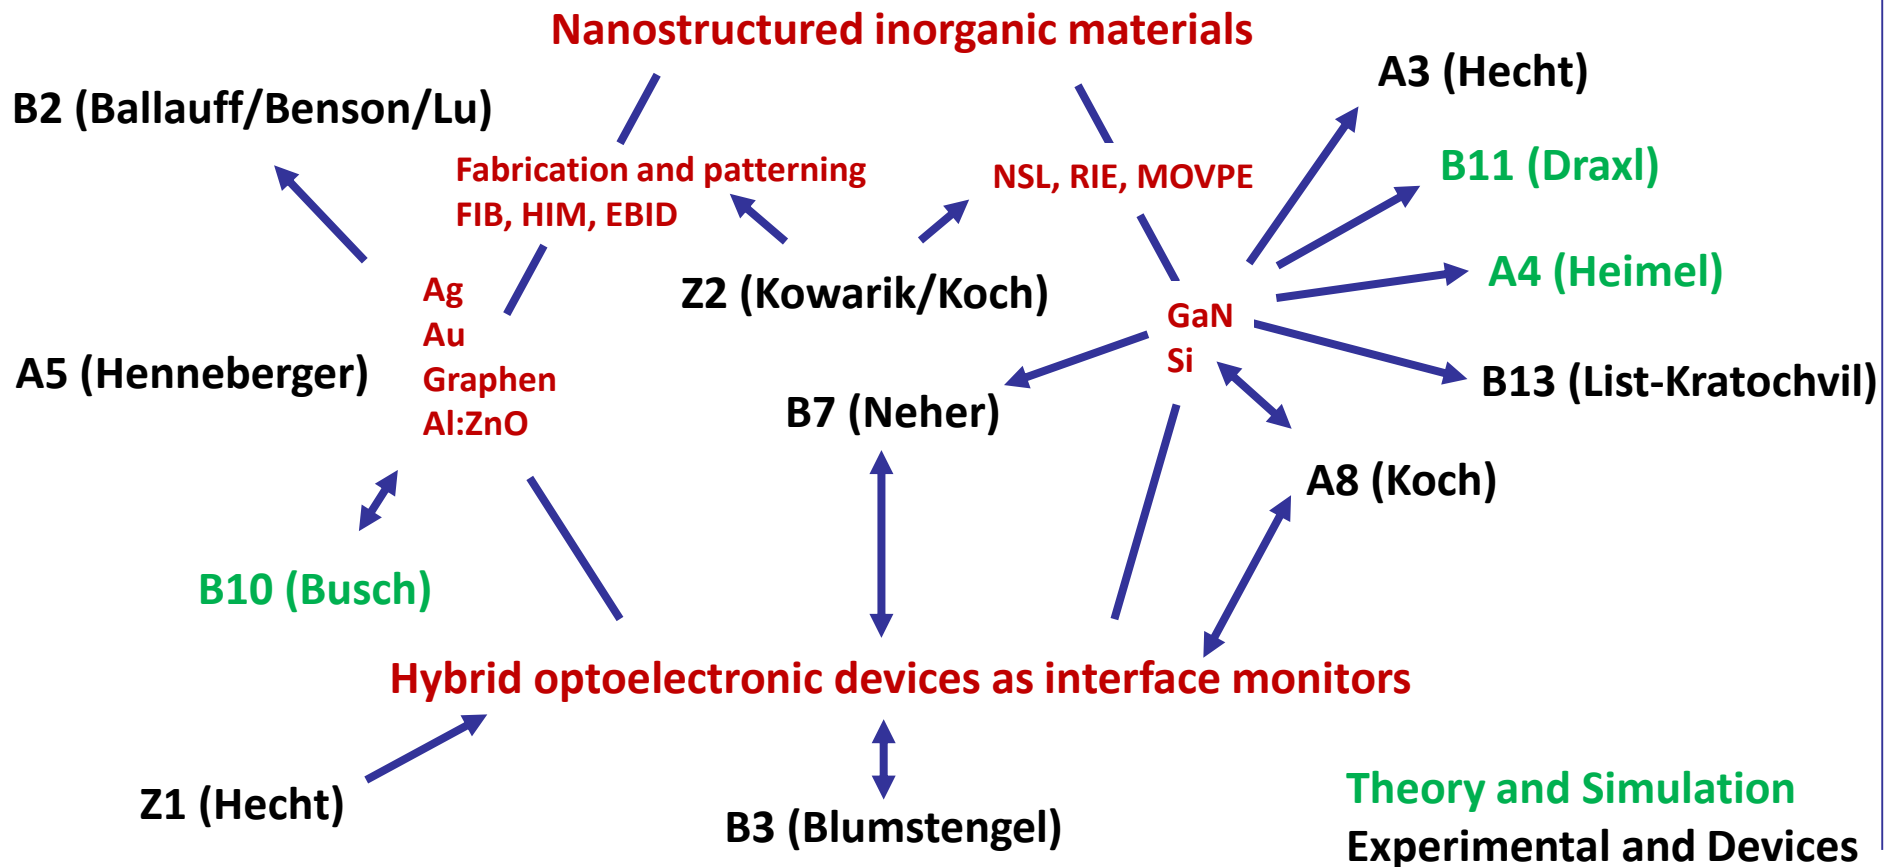 Nanostructured inorganic materials
A3 (Hecht)
B2 (Ballauff/Benson/Lu)
B11 (Draxl)
Fabrication and patterning
FIB, HIM, EBID
NSL, RIE, MOVPE
A4 (Heimel)
Z2 (Kowarik/Koch)
Ag
Au
Graphen
Al:ZnO
GaN
Si
A5 (Henneberger)
B13 (List-Kratochvil)
B7 (Neher)
A8 (Koch)
B10 (Busch)
Hybrid optoelectronic devices as interface monitors
Z1 (Hecht)
B3 (Blumstengel)
Theory and Simulation
Experimental and Devices